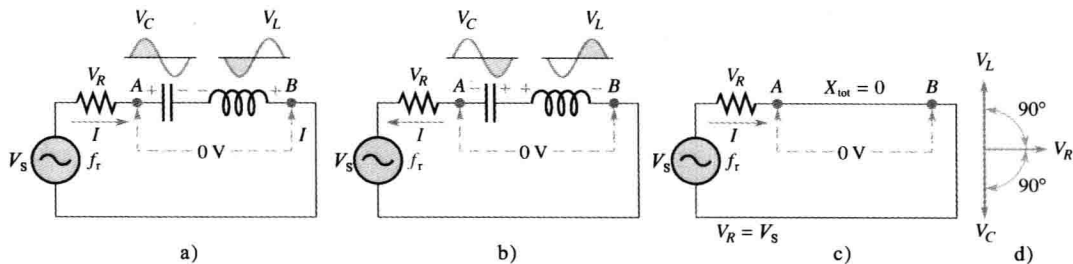 V_C V_L V_C V_L
V_R A + - - + B V_R A - + + - B V_R A X_tot = 0 B V_L
I I I I 90°
0 V 0 V 0 V V_R
V_S f_r V_S f_r V_S f_r 90°
V_R = V_S V_C
a) b) c) d)